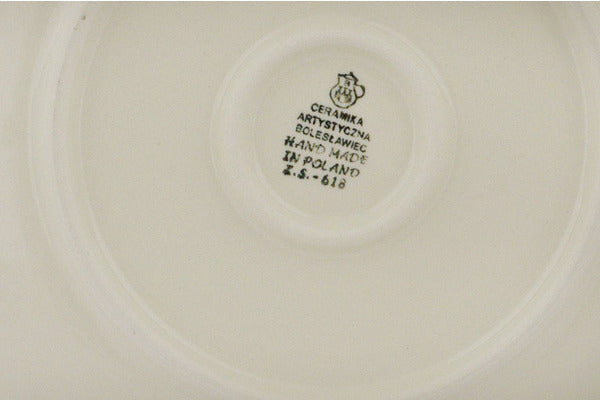 CERAMIKA
ARTYSTYCZNA
BOLESŁAWIEC
HAND MADE
IN POLAND
Z.S.-618